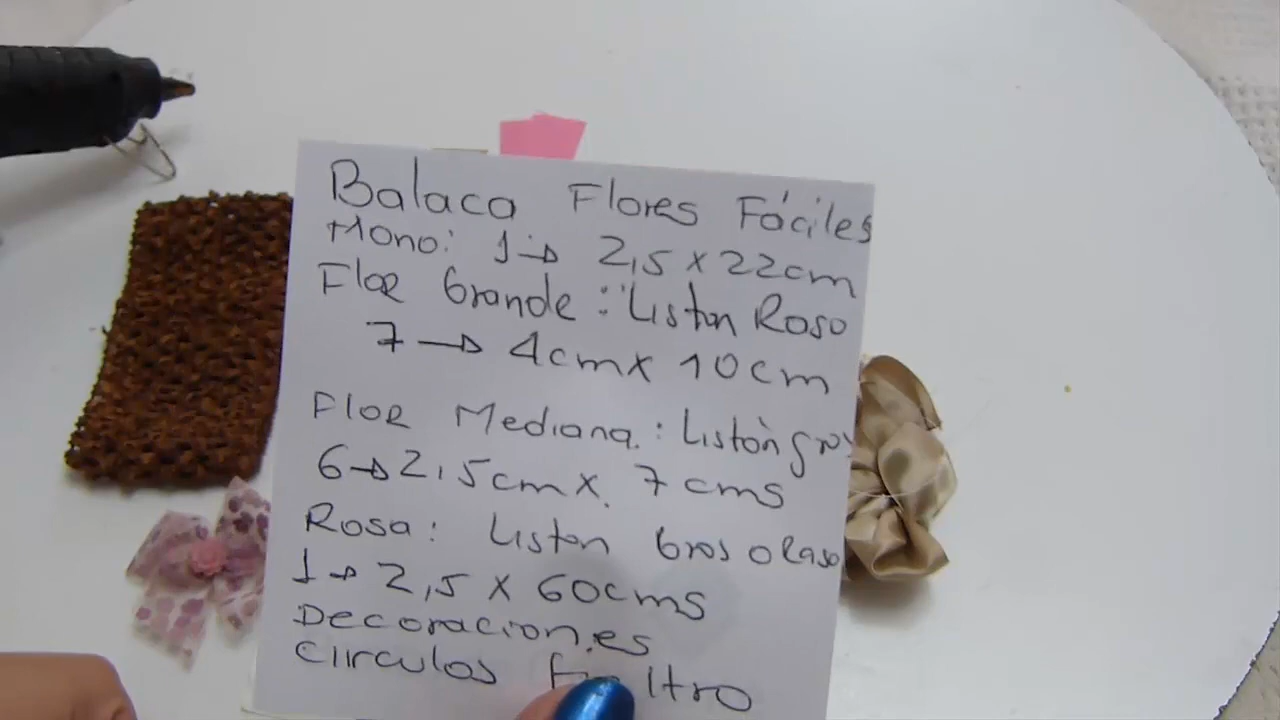 Balaca Flores Fáciles
Mono: 1→ 2,5 x 22cm
Flor Grande: Liston Raso
7 → 4cm x 10cm
Flor Mediana: Listón gros
6→2,5cm x 7cms
Rosa: Liston Gros o Raso
1→ 2,5 x 60cms
Decoraciones
Circulos